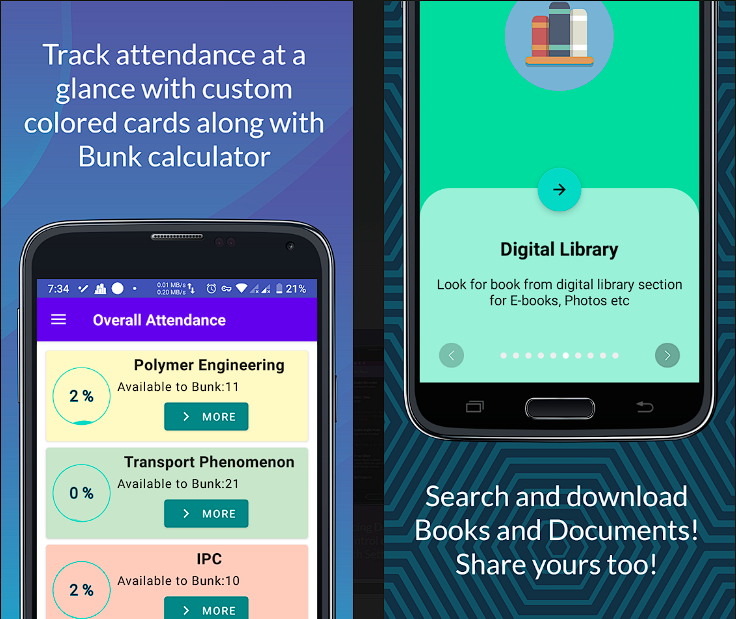 Track attendance at a
glance with custom
colored cards along with
Bunk calculator
7:34
0.01 MB/s
0.20 MB/s
21%
Overall Attendance
Polymer Engineering
2 %
Available to Bunk:11
MORE
Transport Phenomenon
0 %
Available to Bunk:21
MORE
IPC
2 %
Available to Bunk:10
MORE
Digital Library
Look for book from digital library section
for E-books, Photos etc
Search and download
Books and Documents!
Share yours too!